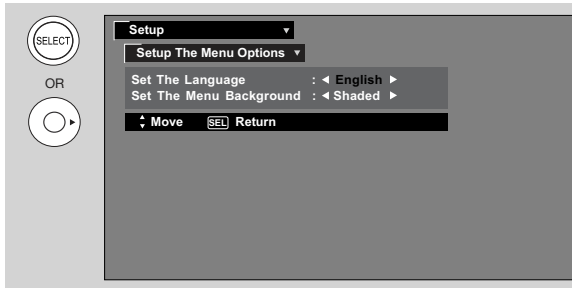 SELECT
OR
Setup
Setup The Menu Options
Set The Language : English
Set The Menu Background : Shaded
Move SEL Return